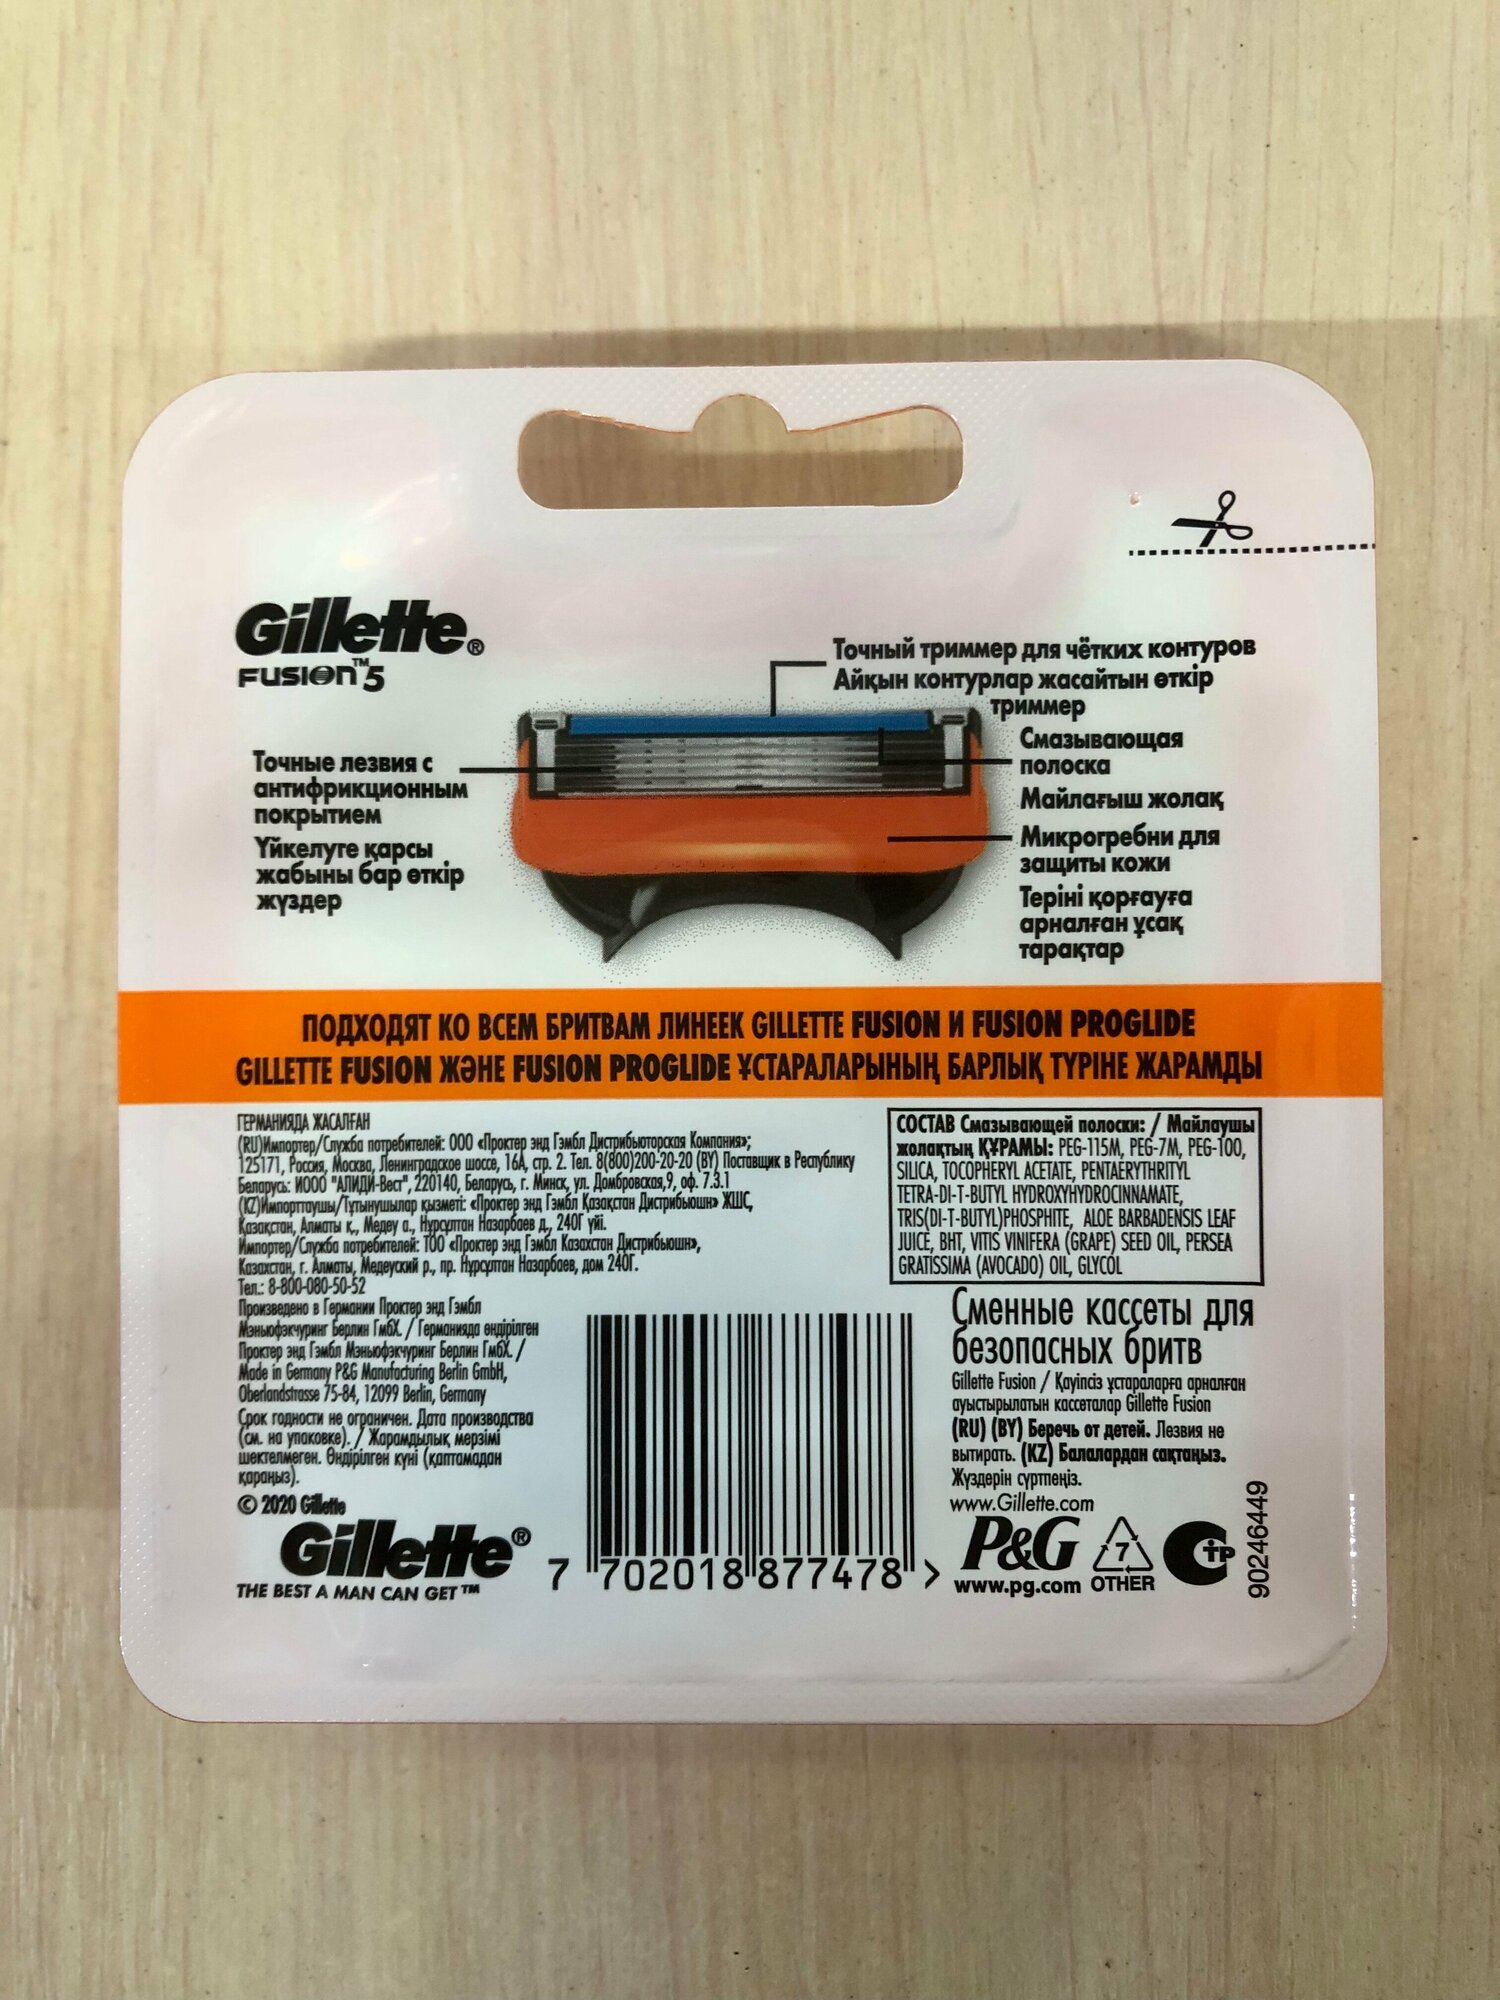 Gillette®
FUSION™5
Точный триммер для чётких контуров
Айқын контурлар жасайтын өткір
триммер
Точные лезвия с
антифрикционным
покрытием
Үйкелуге қарсы
жабыны бар өткір
жүздер
Смазывающая
полоска
Майлағыш жолақ
Микрогребни для
защиты кожи
Теріні қорғауға
арналған ұсақ
тарақтар
ПОДХОДЯТ КО ВСЕМ БРИТВАМ ЛИНЕЕК GILLETTE FUSION И FUSION PROGLIDE
GILLETTE FUSION ЖӘНЕ FUSION PROGLIDE ҰСТАРАЛАРЫНЫҢ БАРЛЫҚ ТҮРІНЕ ЖАРАМДЫ
ГЕРМАНИЯДА ЖАСАЛҒАН
(RU)Импортер/Служба потребителей: ООО «Проктер энд Гэмбл Дистрибьюторская Компания»;
125171, Россия, Москва, Ленинградское шоссе, 16А, стр. 2. Тел. 8(800)200-20-20 (BY) Поставщик в Республику
Беларусь: ИООО "АЛИДИ-Вест", 220140, Беларусь, г. Минск, ул. Домбровская,9, оф. 7.3.1
(KZ)Импорттаушы/Тұтынушылар қызметі: «Проктер энд Гэмбл Қазақстан Дистрибьюшн» ЖШС,
Қазақстан, Алматы қ., Медеу а., Нұрсұлтан Назарбаев д., 240Г үйі.
Импортер/Служба потребителей: ТОО «Проктер энд Гэмбл Казахстан Дистрибьюшн»,
Казахстан, г. Алматы, Медеуский р., пр. Нұрсұлтан Назарбаев, дом 240Г.
Тел.: 8-800-080-50-52
Произведено в Германии Проктер энд Гэмбл
Мэньюфэкчуринг Берлин ГмбХ. / Германияда өндірілген
Проктер энд Гэмбл Мэньюфэкчуринг Берлин ГмбХ. /
Made in Germany P&G Manufacturing Berlin GmbH,
Oberlandstrasse 75-84, 12099 Berlin, Germany
Срок годности не ограничен. Дата производства
(см. на упаковке). / Жарамдылық мерзімі
шектелмеген. Өндірілген күні (қаптамадан
қараңыз).
© 2020 Gillette
Gillette®
THE BEST A MAN CAN GET™
7 702018 877478 >
СОСТАВ Смазывающей полоски: / Майлаушы
жолақтың ҚҰРАМЫ: PEG-115M, PEG-7M, PEG-100,
SILICA, TOCOPHERYL ACETATE, PENTAERYTHRITYL
TETRA-DI-T-BUTYL HYDROXYHYDROCINNAMATE,
TRIS(DI-T-BUTYL)PHOSPHITE, ALOE BARBADENSIS LEAF
JUICE, BHT, VITIS VINIFERA (GRAPE) SEED OIL, PERSEA
GRATISSIMA (AVOCADO) OIL, GLYCOL
Сменные кассеты для
безопасных бритв
Gillette Fusion / Қауіпсіз ұстараларға арналған
ауыстырылатын кассеталар Gillette Fusion
(RU) (BY) Беречь от детей. Лезвия не
вытирать. (KZ) Балалардан сақтаңыз.
Жүздерін сүртпеңіз.
www.Gillette.com
P&G
www.pg.com
7
OTHER
СТР
90246449